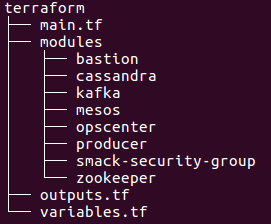 terraform
├── main.tf
├── modules
│   ├── bastion
│   ├── cassandra
│   ├── kafka
│   ├── mesos
│   ├── opscenter
│   ├── producer
│   ├── smack-security-group
│   └── zookeeper
├── outputs.tf
└── variables.tf